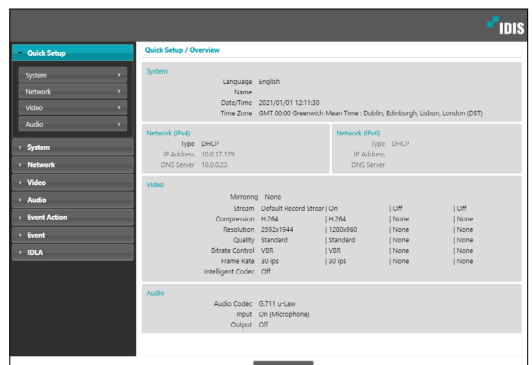 IDIS
Quick Setup
System
Network
Video
Audio
System
Network
Video
Audio
Event Action
Event
IDLA
Quick Setup / Overview
System
Language English
Name
Date/Time 2021/01/01 12:11:30
Time Zone GMT 00:00 Greenwich Mean Time : Dublin, Edinburgh, Lisbon, London (DST)
Network (IPv4)
Type DHCP
IP Address 10.0.17.179
DNS Server 10.0.0.23
Network (IPv6)
Type DHCP
IP Address
DNS Server
Video
Mirroring None
Stream Default Record Strear | On | Off | Off
Compression H.264 | H.264 | None | None
Resolution 2592x1944 | 1280x960 | None | None
Quality Standard | Standard | None | None
Bitrate Control VBR | VBR | None | None
Frame Rate 30 ips | 30 ips | None | None
Intelligent Codec Off
Audio
Audio Codec G.711 u-Law
Input On (Microphone)
Output Off